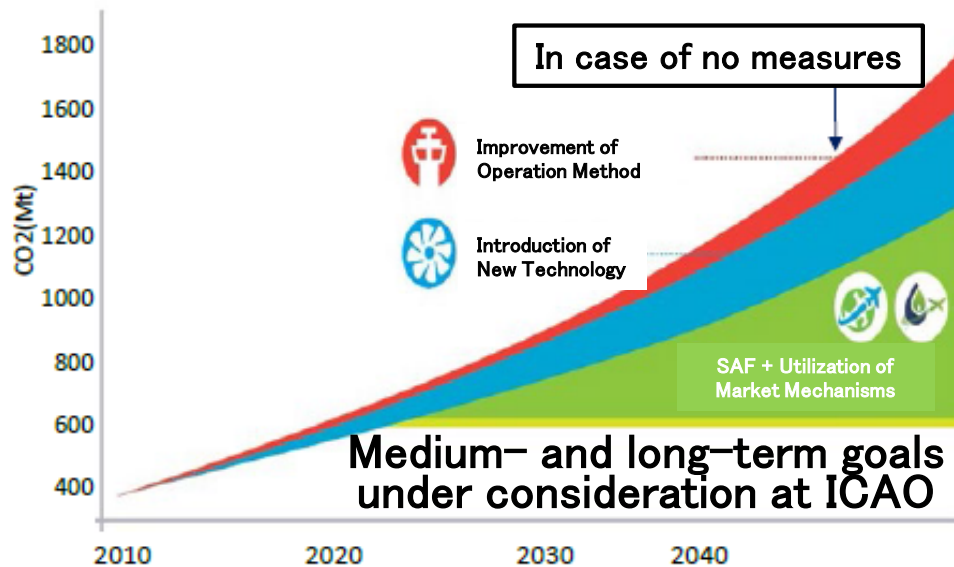 1800
In case of no measures
1600
Improvement of
Operation Method
1400
CO2(Mt)
1200
Introduction of
New Technology
1000
800
SAF + Utilization of
Market Mechanisms
600
Medium- and long-term goals
under consideration at ICAO
400
2010 2020 2030 2040